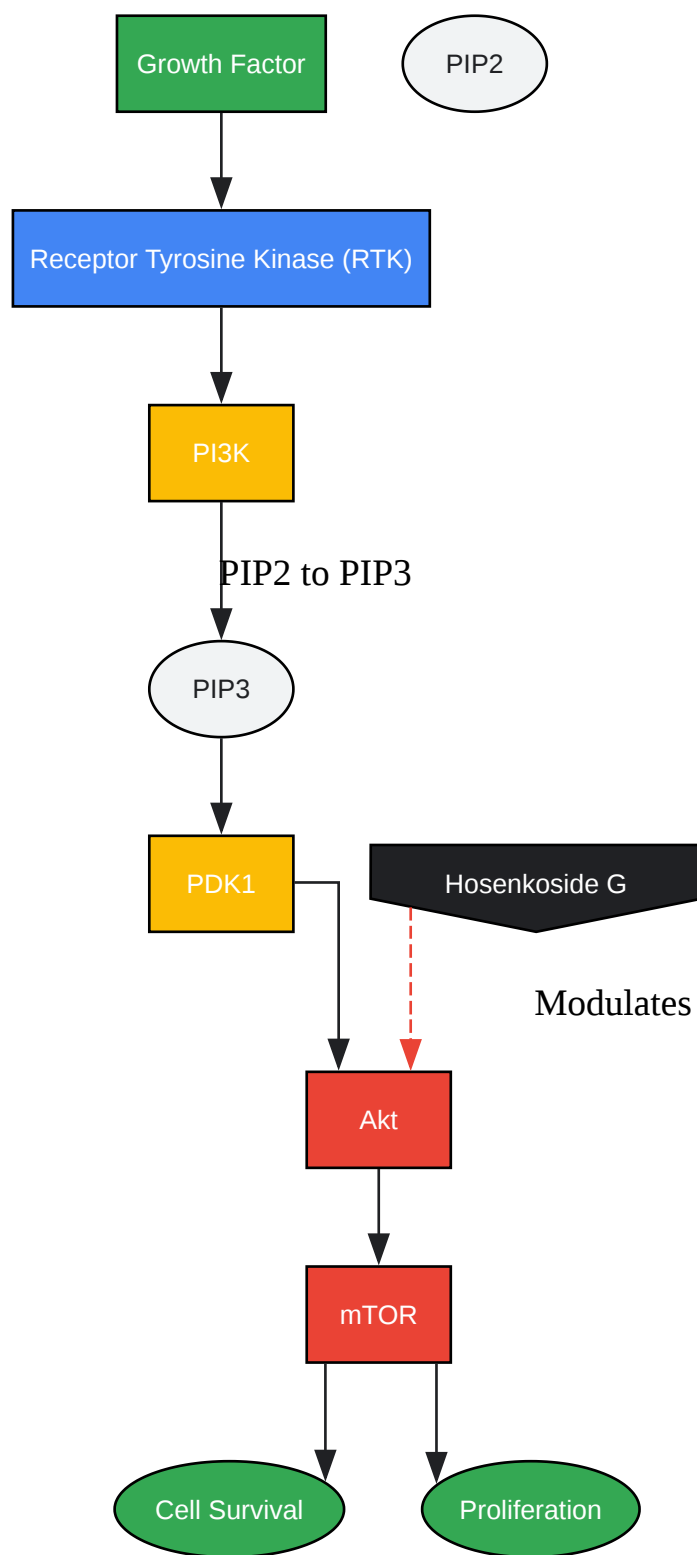 Growth Factor
PIP2
Receptor Tyrosine Kinase (RTK)
PI3K
PIP2 to PIP3
PIP3
PDK1
Hosenkoside G
Modulates
Akt
mTOR
Cell Survival
Proliferation